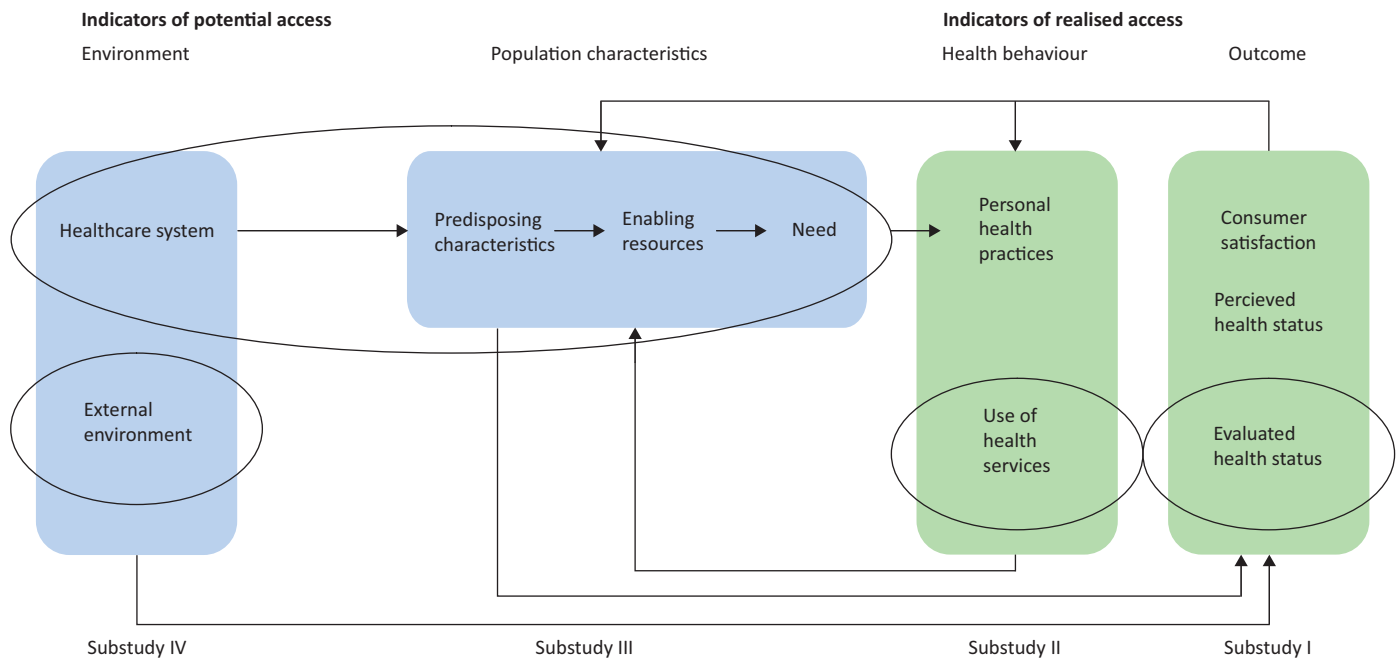 Indicators of potential access
Indicators of realised access
Environment
Population characteristics
Health behaviour
Outcome
Healthcare system
Predisposing
characteristics
Enabling
resources
Need
Personal
health
practices
Consumer
satisfaction
Percieved
health status
External
environment
Use of
health
services
Evaluated
health status
Substudy IV
Substudy III
Substudy II
Substudy I